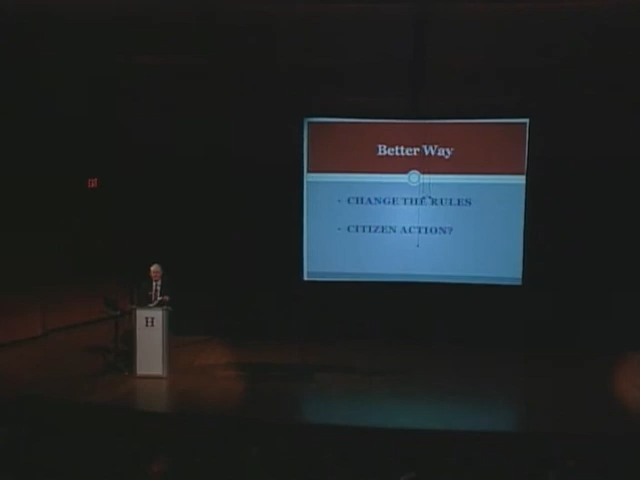 Better Way
- CHANGE THE RULES
- CITIZEN ACTION?
H